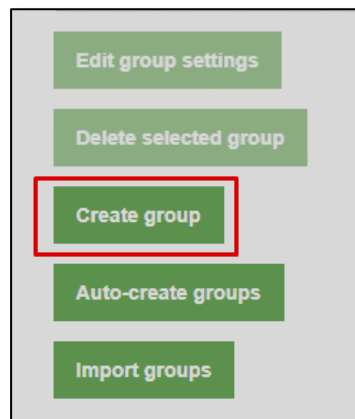 Edit group settings
Delete selected group
Create group
Auto-create groups
Import groups